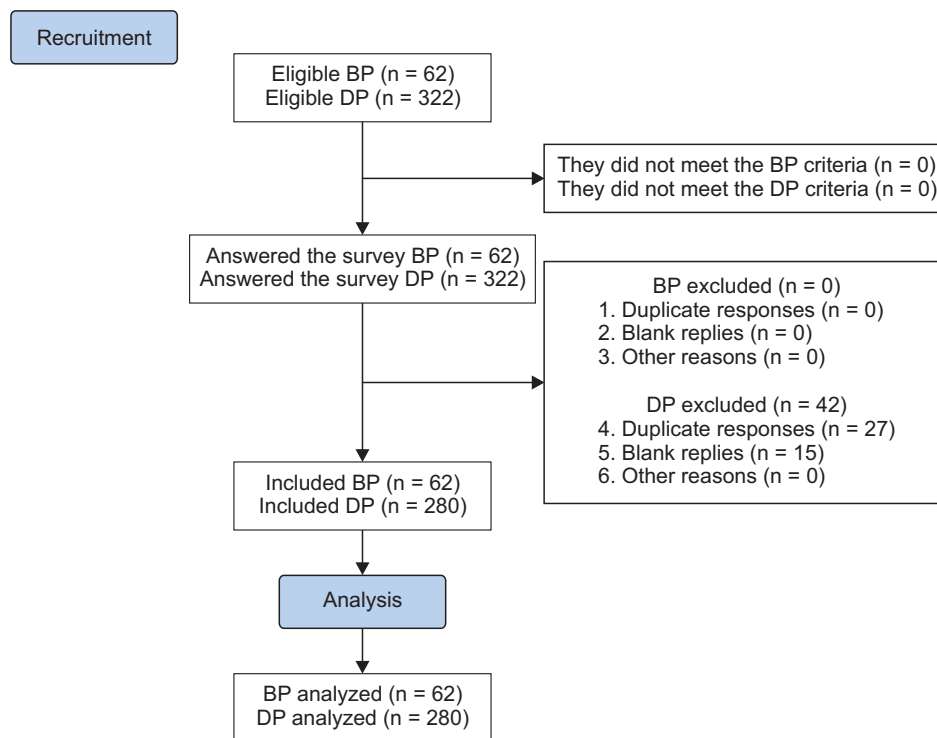 Recruitment
Eligible BP (n = 62)
Eligible DP (n = 322)
They did not meet the BP criteria (n = 0)
They did not meet the DP criteria (n = 0)
Answered the survey BP (n = 62)
Answered the survey DP (n = 322)
BP excluded (n = 0)
1. Duplicate responses (n = 0)
2. Blank replies (n = 0)
3. Other reasons (n = 0)
DP excluded (n = 42)
4. Duplicate responses (n = 27)
5. Blank replies (n = 15)
6. Other reasons (n = 0)
Included BP (n = 62)
Included DP (n = 280)
Analysis
BP analyzed (n = 62)
DP analyzed (n = 280)